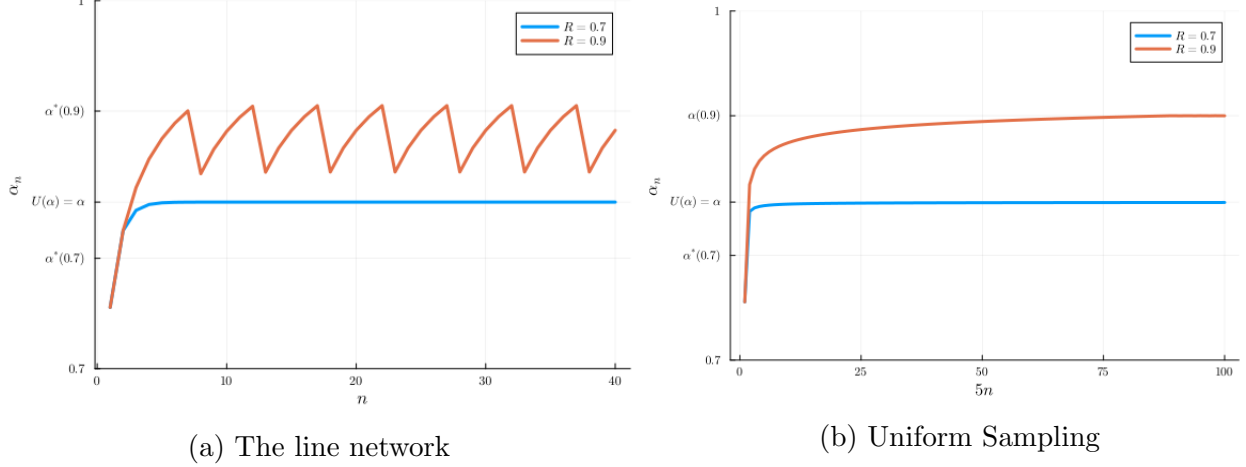 1
α*(0.9)
U(α) = α
α*(0.7)
0.7
αₙ
0 10 20 30 40
n
R = 0.7
R = 0.9
(a) The line network
1
α(0.9)
U(α) = α
α*(0.7)
0.7
αₙ
0 25 50 75 100
5n
R = 0.7
R = 0.9
(b) Uniform Sampling